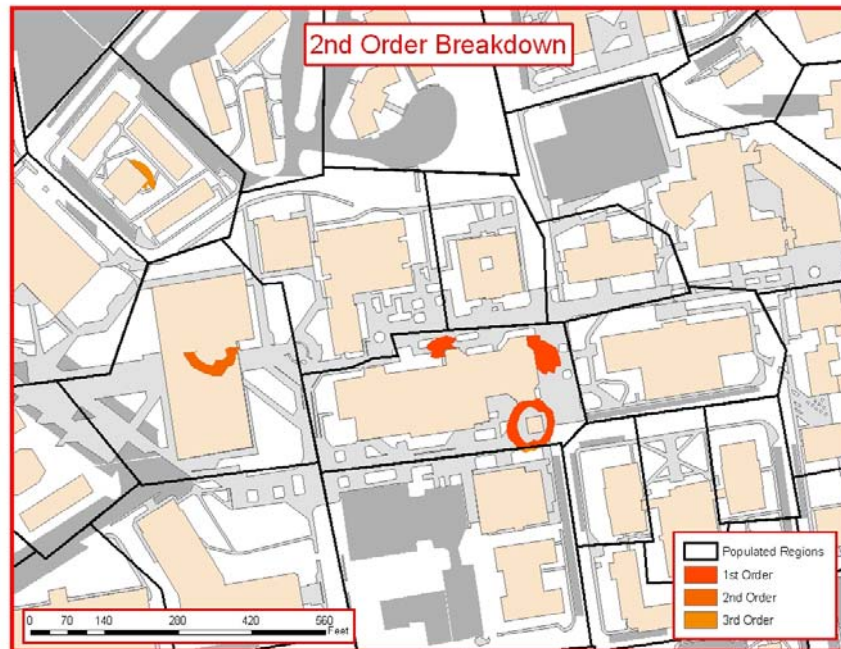 2nd Order Breakdown
Populated Regions
1st Order
2nd Order
3rd Order
0 70 140 280 420 560
Feet